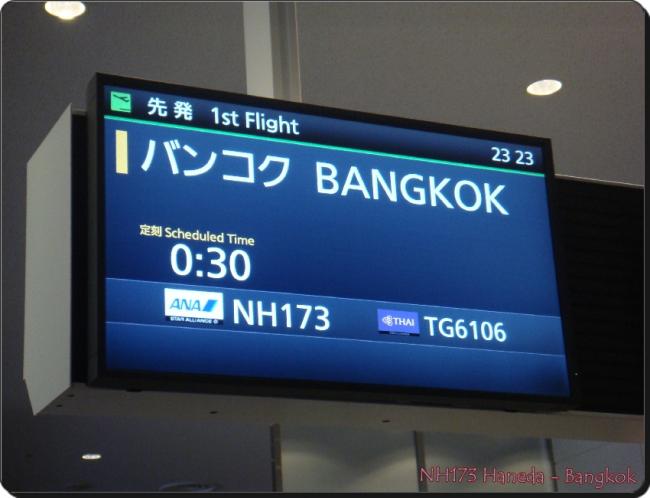 先発 1st Flight 23 23
バンコク BANGKOK
定刻 Scheduled Time
0:30
ANA NH173 THAI TG6106
STAR ALLIANCE
NH173 Haneda - Bangkok